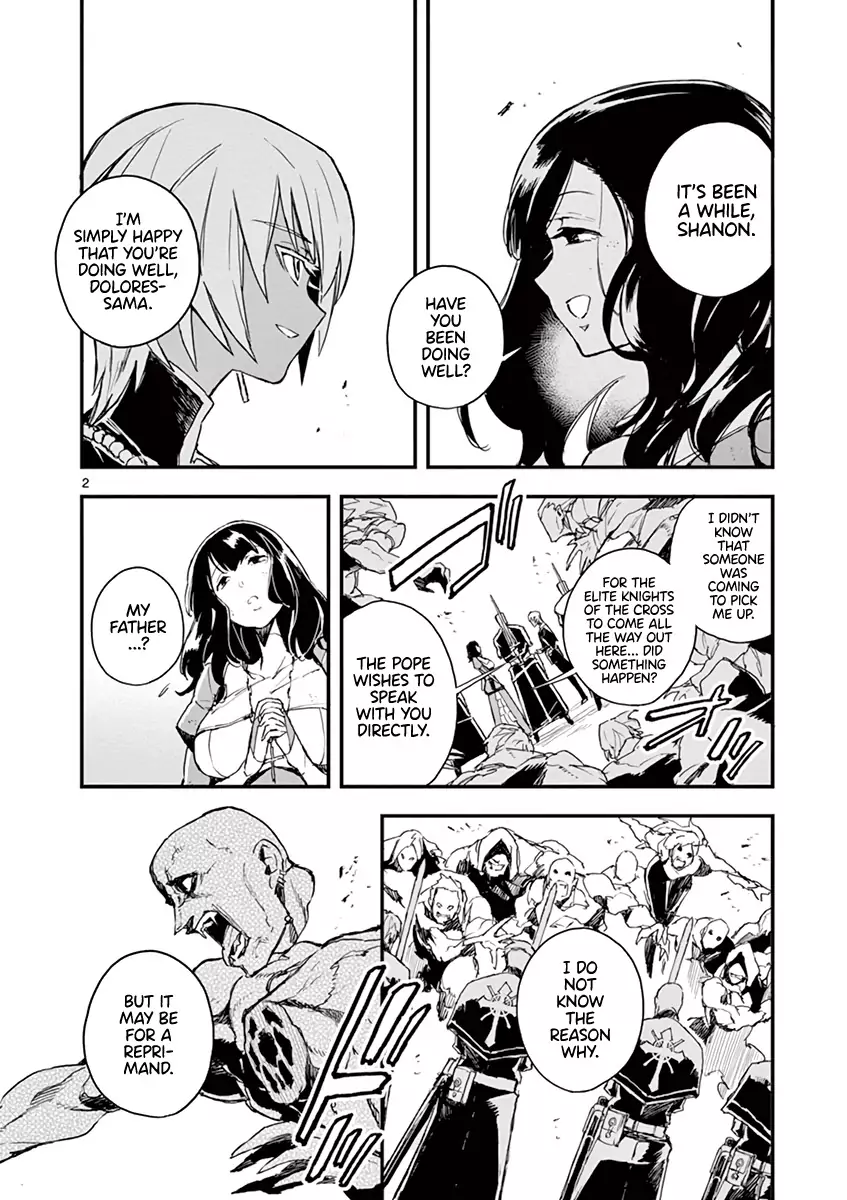 IT'S BEEN
A WHILE,
SHANON.
HAVE
YOU
BEEN
DOING
WELL?
I'M
SIMPLY HAPPY
THAT YOU'RE
DOING WELL,
DOLORES-
SAMA.
2
I DIDN'T
KNOW
THAT
SOMEONE
WAS
COMING
TO PICK
ME UP.
FOR THE
ELITE KNIGHTS
OF THE CROSS
TO COME ALL
THE WAY OUT
HERE... DID
SOMETHING
HAPPEN?
THE POPE
WISHES TO
SPEAK
WITH YOU
DIRECTLY.
MY
FATHER
...?
I DO
NOT
KNOW
THE
REASON
WHY.
BUT IT
MAY BE
FOR A
REPRI-
MAND.